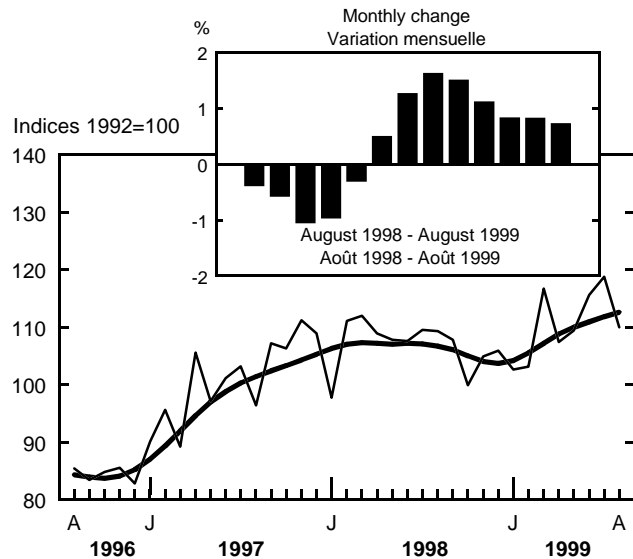 Monthly change
Variation mensuelle
%
2
1
0
-1
-2
August 1998 - August 1999
Août 1998 - Août 1999
Indices 1992=100
140
130
120
110
100
90
80
A J J J A
1996 1997 1998 1999